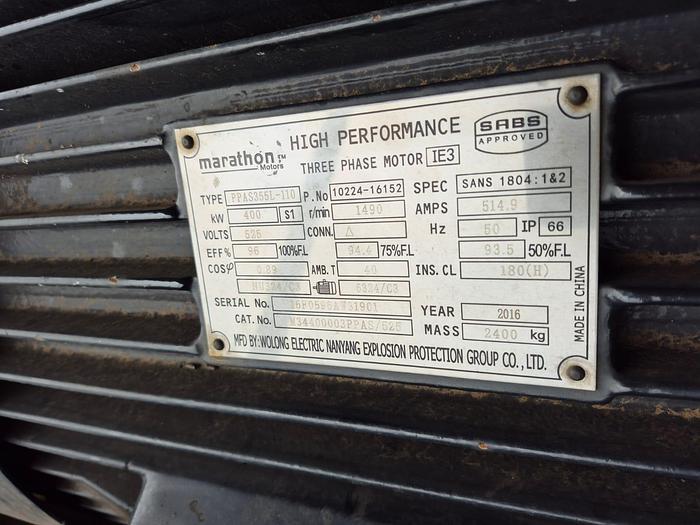 marathon™ Motors HIGH PERFORMANCE SABS APPROVED
THREE PHASE MOTOR IE3
TYPE PPAS355L-110 P.No 10224-16152 SPEC SANS 1804:1&2
kW 400 S1 r/min 1490 AMPS 514.9
VOLTS 525 CONN. △ Hz 50 IP 66
EFF% 96 100%F.L 94.4 75%F.L 93.5 50%F.L
COSφ 0.89 AMB.T 40 INS.CL 180(H)
NU324/C3 6324/C3
SERIAL No. YEAR 2016
CAT. No. M34400003PPAS/525 MASS 2400 kg
MFD BY:WOLONG ELECTRIC NANYANG EXPLOSION PROTECTION GROUP CO., LTD.
MADE IN CHINA